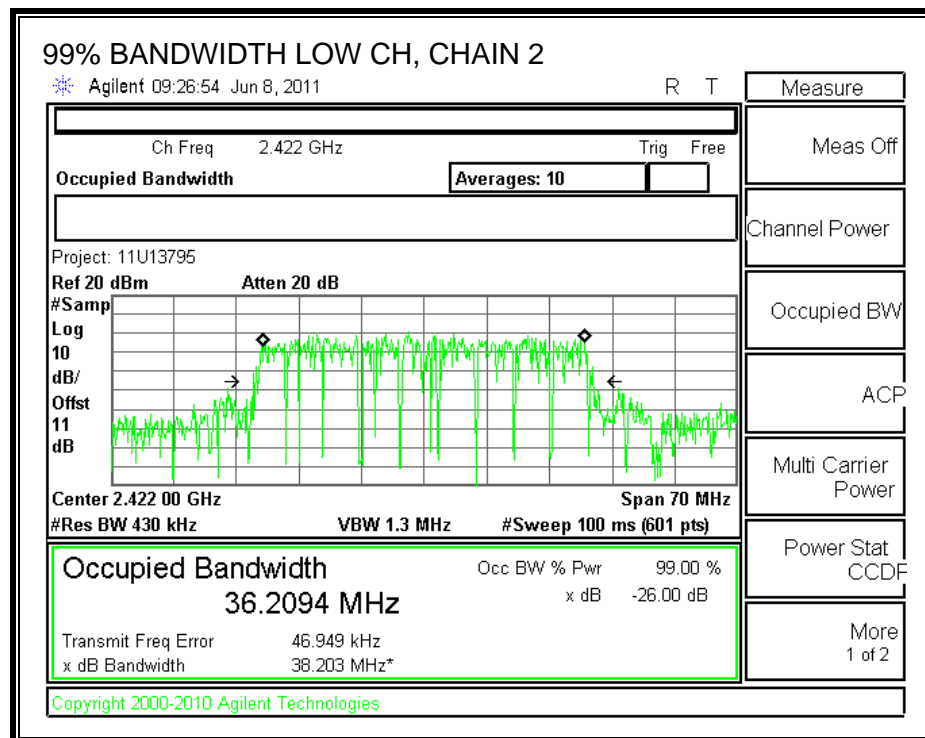 99% BANDWIDTH LOW CH, CHAIN 2
Agilent 09:26:54 Jun 8, 2011 R T
Measure
Ch Freq 2.422 GHz Trig Free
Meas Off
Occupied Bandwidth Averages: 10
Channel Power
Project: 11U13795
Ref 20 dBm Atten 20 dB
#Samp
Log
10
dB/
Offst
11
dB
Occupied BW
ACP
Center 2.422 00 GHz Span 70 MHz
#Res BW 430 kHz VBW 1.3 MHz #Sweep 100 ms (601 pts)
Multi Carrier
Power
Occupied Bandwidth
36.2094 MHz
Occ BW % Pwr 99.00 %
x dB -26.00 dB
Transmit Freq Error 46.949 kHz
x dB Bandwidth 38.203 MHz*
Power Stat
CCDF
More
1 of 2
Copyright 2000-2010 Agilent Technologies